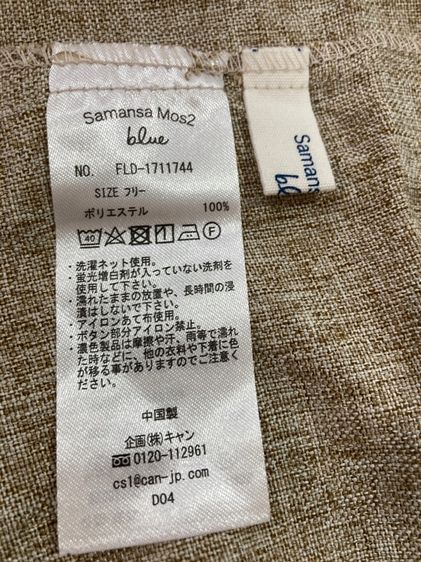 Samansa Mos2
blue
NO. FLD-1711744
SIZE フリー
ポリエステル 100%
40
・洗濯ネット使用。
・蛍光増白剤が入っていない洗剤を
使用して下さい。
・濡れたままの放置や、長時間の浸
漬はしないで下さい。
・アイロンあて布使用。
・ボタン部分アイロン禁止。
・濃色製品は摩擦や汗、雨等で濡れ
た時などに、他の衣料や下着に色
が移る事がありますのでご注意く
ださい。
中国製
企画(株)キャン
0120-112961
cs1@can-jp.com
D04
Samansa
bl